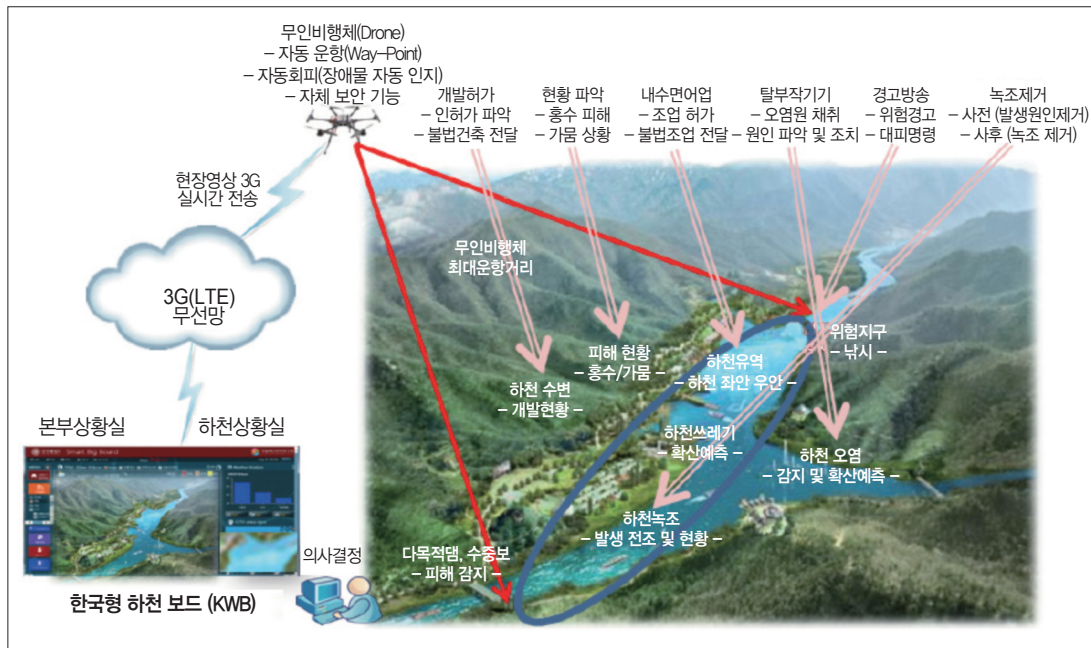 무인비행체(Drone)
– 자동 운항(Way–Point)
– 자동회피(장애물 자동 인지)
– 자체 보안 기능
개발허가
– 인허가 파악
– 불법건축 전달
현황 파악
– 홍수 피해
– 가뭄 상황
내수면어업
– 조업 허가
– 불법조업 전달
탈부작기기
– 오염원 채취
– 원인 파악 및 조치
경고방송
– 위험경고
– 대피명령
녹조제거
– 사전 (발생원인제거)
– 사후 (녹조 제거)
현장영상 3G
실시간 전송
무인비행체
최대운항거리
3G(LTE)
무선망
위험지구
– 낚시 –
피해 현황
– 홍수/가뭄 –
하천유역
– 하천 좌안 우안 –
하천 수변
– 개발현황 –
하천쓰레기
– 확산예측 –
하천 오염
– 감지 및 확산예측 –
하천녹조
– 발생 전조 및 현황 –
다목적댐, 수중보
– 피해 감지 –
본부상황실
하천상황실
Smart Big Board
의사결정
한국형 하천 보드 (KWB)